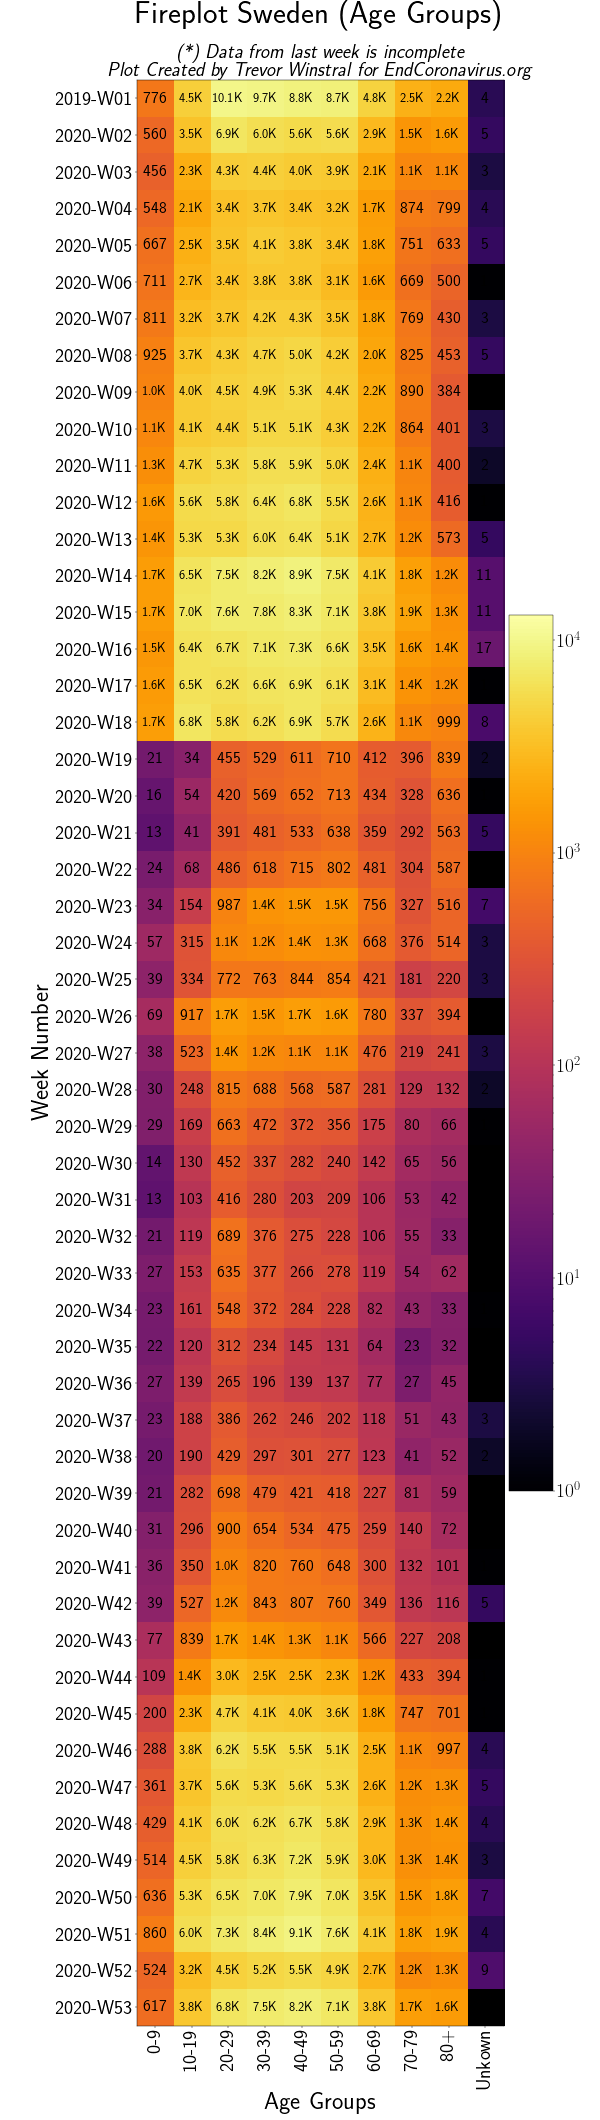 Fireplot Sweden (Age Groups)
(*) Data from last week is incomplete
Plot Created by Trevor Winstral for EndCoronavirus.org
2019-W01 776 4.5K 10.1K 9.7K 8.8K 8.7K 4.8K 2.5K 2.2K 4
2020-W02 560 3.5K 6.9K 6.0K 5.6K 5.6K 2.9K 1.5K 1.6K 5
2020-W03 456 2.3K 4.3K 4.4K 4.0K 3.9K 2.1K 1.1K 1.1K 3
2020-W04 548 2.1K 3.4K 3.7K 3.4K 3.2K 1.7K 874 799 4
2020-W05 667 2.5K 3.5K 4.1K 3.8K 3.4K 1.8K 751 633 5
2020-W06 711 2.7K 3.4K 3.8K 3.8K 3.1K 1.6K 669 500
2020-W07 811 3.2K 3.7K 4.2K 4.3K 3.5K 1.8K 769 430 3
2020-W08 925 3.7K 4.3K 4.7K 5.0K 4.2K 2.0K 825 453 5
2020-W09 1.0K 4.0K 4.5K 4.9K 5.3K 4.4K 2.2K 890 384
2020-W10 1.1K 4.1K 4.4K 5.1K 5.1K 4.3K 2.2K 864 401 3
2020-W11 1.3K 4.7K 5.3K 5.8K 5.9K 5.0K 2.4K 1.1K 400 2
2020-W12 1.6K 5.6K 5.8K 6.4K 6.8K 5.5K 2.6K 1.1K 416
2020-W13 1.4K 5.3K 5.3K 6.0K 6.4K 5.1K 2.7K 1.2K 573 5
2020-W14 1.7K 6.5K 7.5K 8.2K 8.9K 7.5K 4.1K 1.8K 1.2K 11
2020-W15 1.7K 7.0K 7.6K 7.8K 8.3K 7.1K 3.8K 1.9K 1.3K 11
2020-W16 1.5K 6.4K 6.7K 7.1K 7.3K 6.6K 3.5K 1.6K 1.4K 17
2020-W17 1.6K 6.5K 6.2K 6.6K 6.9K 6.1K 3.1K 1.4K 1.2K
2020-W18 1.7K 6.8K 5.8K 6.2K 6.9K 5.7K 2.6K 1.1K 999 8
2020-W19 21 34 455 529 611 710 412 396 839 2
2020-W20 16 54 420 569 652 713 434 328 636
2020-W21 13 41 391 481 533 638 359 292 563 5
2020-W22 24 68 486 618 715 802 481 304 587
2020-W23 34 154 987 1.4K 1.5K 1.5K 756 327 516 7
2020-W24 57 315 1.1K 1.2K 1.4K 1.3K 668 376 514 3
2020-W25 39 334 772 763 844 854 421 181 220 3
2020-W26 69 917 1.7K 1.5K 1.7K 1.6K 780 337 394
2020-W27 38 523 1.4K 1.2K 1.1K 1.1K 476 219 241 3
2020-W28 30 248 815 688 568 587 281 129 132 2
2020-W29 29 169 663 472 372 356 175 80 66
2020-W30 14 130 452 337 282 240 142 65 56
2020-W31 13 103 416 280 203 209 106 53 42
2020-W32 21 119 689 376 275 228 106 55 33
2020-W33 27 153 635 377 266 278 119 54 62
2020-W34 23 161 548 372 284 228 82 43 33
2020-W35 22 120 312 234 145 131 64 23 32
2020-W36 27 139 265 196 139 137 77 27 45
2020-W37 23 188 386 262 246 202 118 51 43 3
2020-W38 20 190 429 297 301 277 123 41 52 2
2020-W39 21 282 698 479 421 418 227 81 59
2020-W40 31 296 900 654 534 475 259 140 72
2020-W41 36 350 1.0K 820 760 648 300 132 101
2020-W42 39 527 1.2K 843 807 760 349 136 116 5
2020-W43 77 839 1.7K 1.4K 1.3K 1.1K 566 227 208
2020-W44 109 1.4K 3.0K 2.5K 2.5K 2.3K 1.2K 433 394
2020-W45 200 2.3K 4.7K 4.1K 4.0K 3.6K 1.8K 747 701
2020-W46 288 3.8K 6.2K 5.5K 5.5K 5.1K 2.5K 1.1K 997 4
2020-W47 361 3.7K 5.6K 5.3K 5.6K 5.3K 2.6K 1.2K 1.3K 5
2020-W48 429 4.1K 6.0K 6.2K 6.7K 5.8K 2.9K 1.3K 1.4K 4
2020-W49 514 4.5K 5.8K 6.3K 7.2K 5.9K 3.0K 1.3K 1.4K 3
2020-W50 636 5.3K 6.5K 7.0K 7.9K 7.0K 3.5K 1.5K 1.8K 7
2020-W51 860 6.0K 7.3K 8.4K 9.1K 7.6K 4.1K 1.8K 1.9K 4
2020-W52 524 3.2K 4.5K 5.2K 5.5K 4.9K 2.7K 1.2K 1.3K 9
2020-W53 617 3.8K 6.8K 7.5K 8.2K 7.1K 3.8K 1.7K 1.6K
0-9 10-19 20-29 30-39 40-49 50-59 60-69 70-79 80+ Unkown
Age Groups
Week Number
10⁴
10³
10²
10¹
10⁰